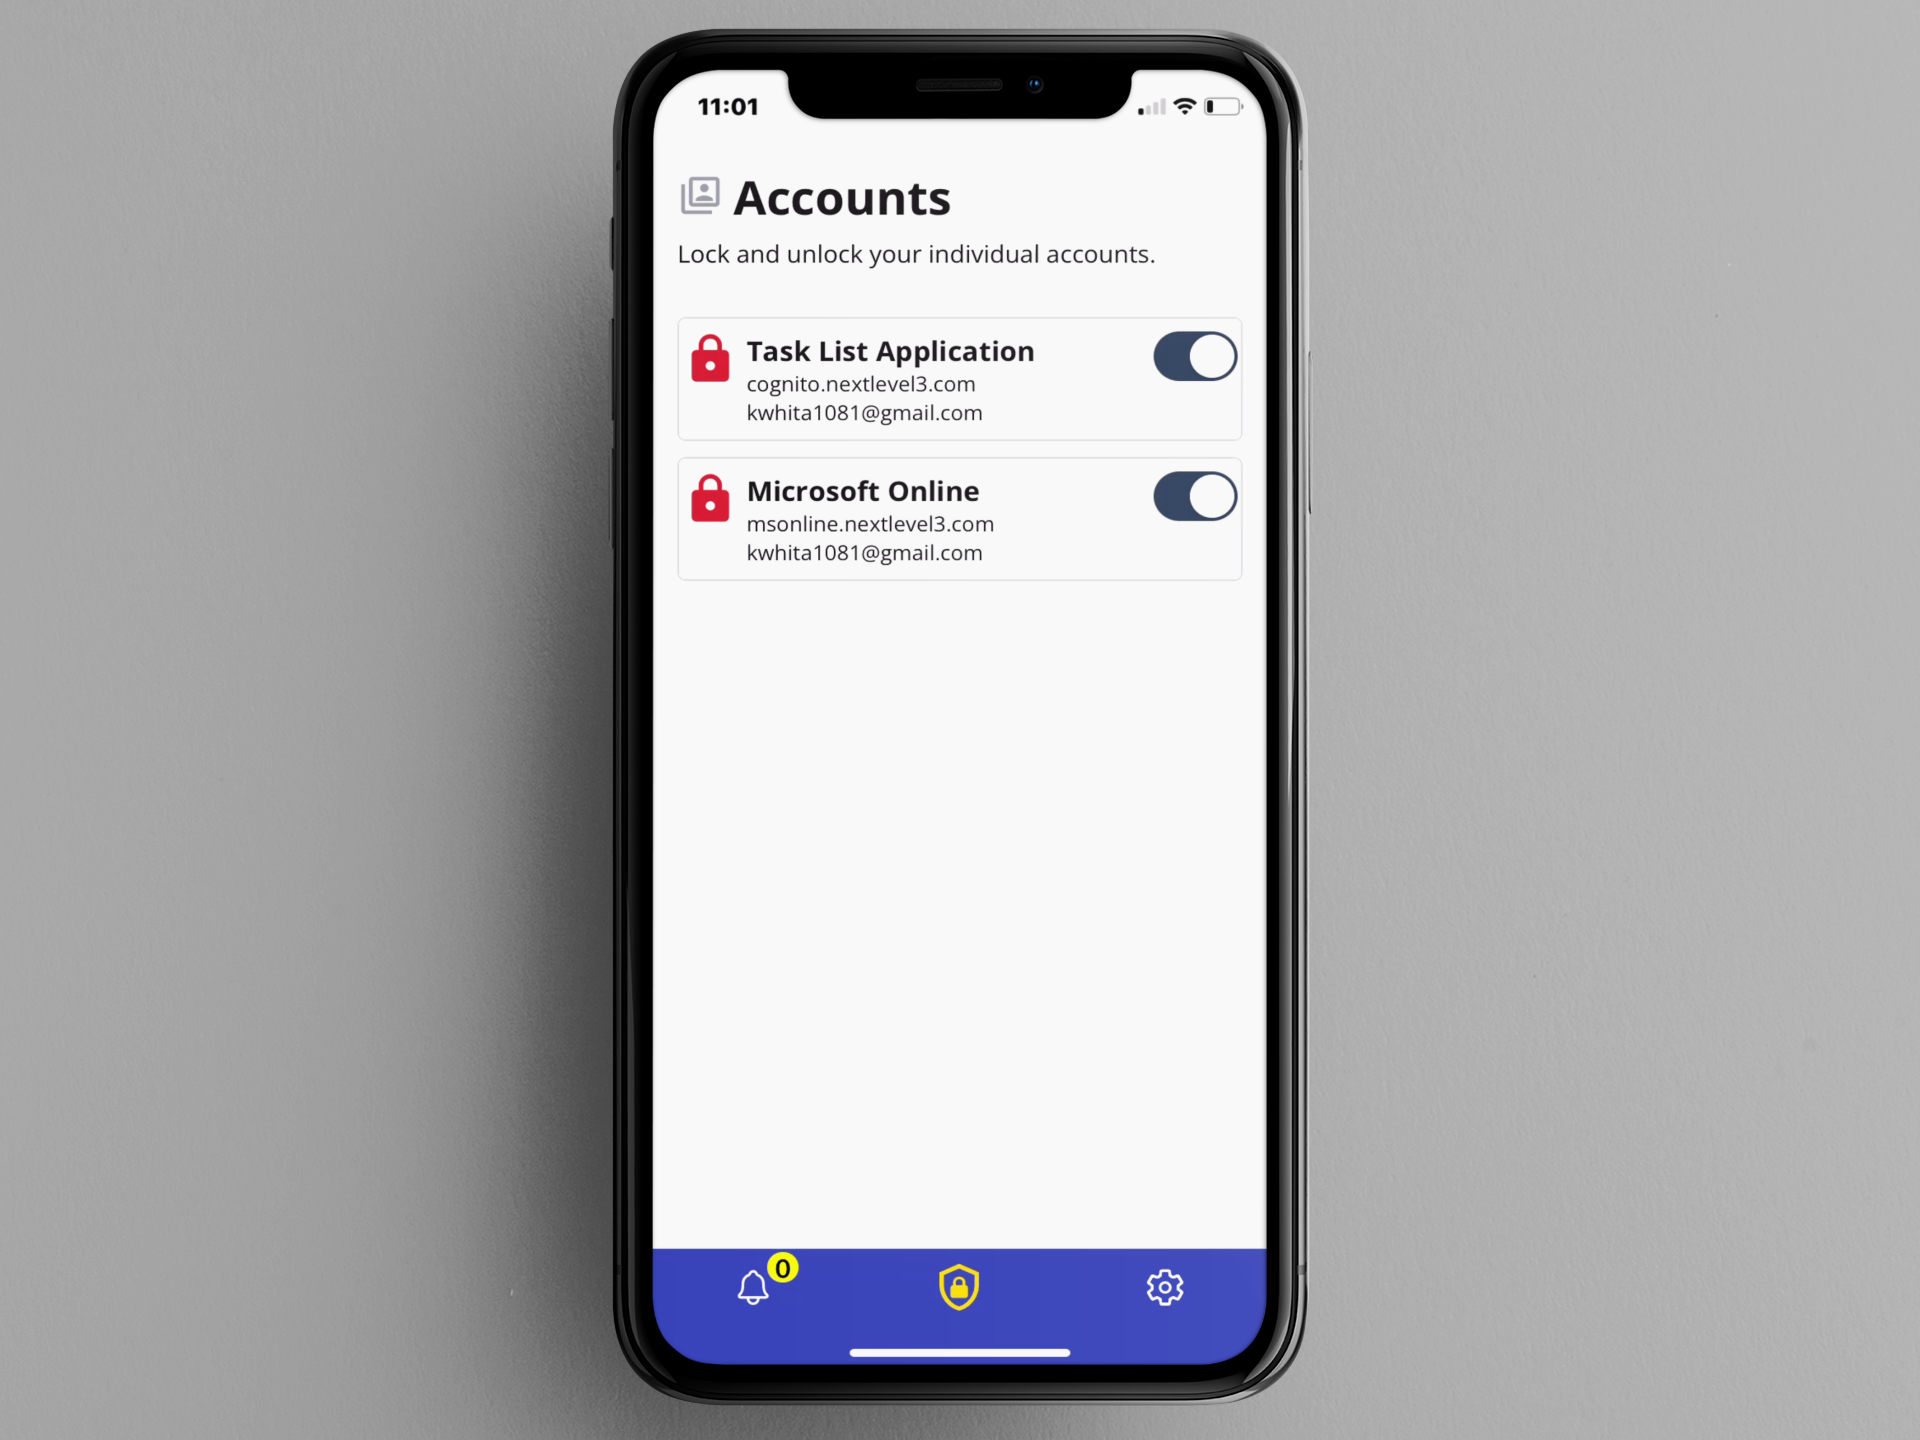 11:01
Accounts
Lock and unlock your individual accounts.
Task List Application
cognito.nextlevel3.com
kwhita1081@gmail.com
Microsoft Online
msonline.nextlevel3.com
kwhita1081@gmail.com
0